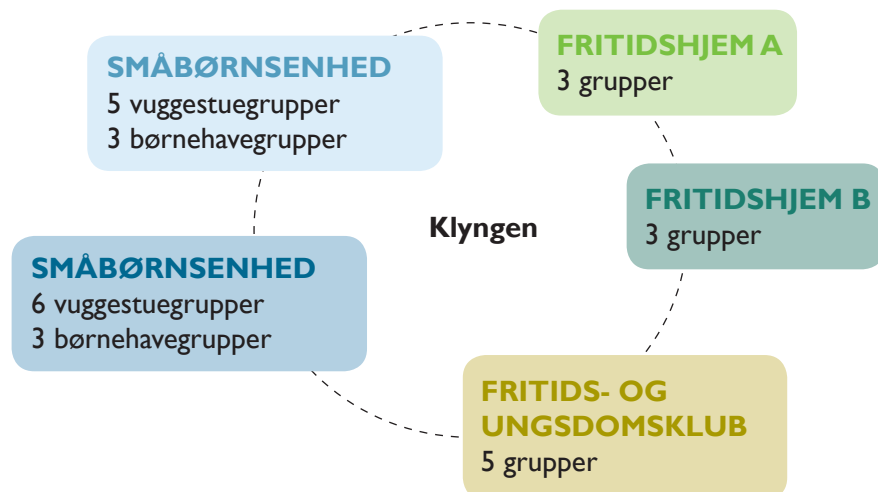 SMÅBØRNSENHED
5 vuggestuegrupper
3 børnehavegrupper
FRITIDSHJEM A
3 grupper
FRITIDSHJEM B
3 grupper
Klyngen
SMÅBØRNSENHED
6 vuggestuegrupper
3 børnehavegrupper
FRITIDS- OG
UNGSDOMSKLUB
5 grupper